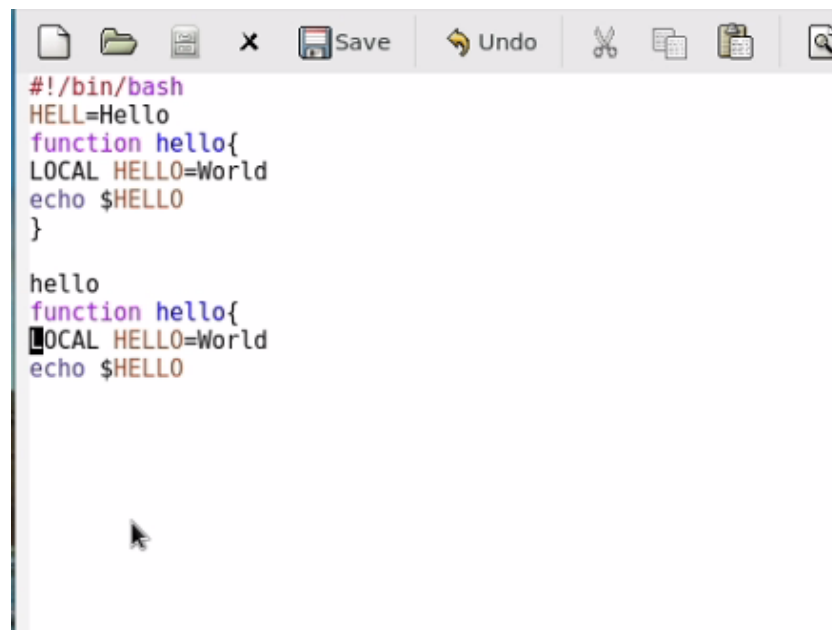 Save Undo
#!/bin/bash
HELL=Hello
function hello{
LOCAL HELLO=World
echo $HELLO
}
hello
function hello{
LOCAL HELLO=World
echo $HELLO